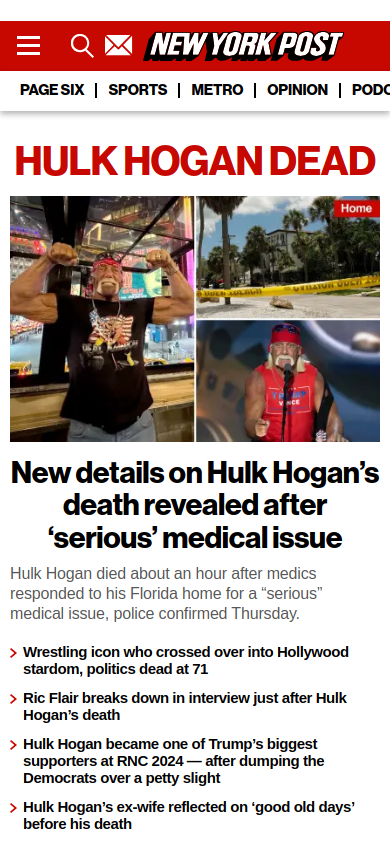 NEW YORK POST
PAGE SIX | SPORTS | METRO | OPINION | PODC
HULK HOGAN DEAD
Home
TRUMP
VANCE
New details on Hulk Hogan’s
death revealed after
‘serious’ medical issue
Hulk Hogan died about an hour after medics
responded to his Florida home for a “serious”
medical issue, police confirmed Thursday.
Wrestling icon who crossed over into Hollywood
stardom, politics dead at 71
Ric Flair breaks down in interview just after Hulk
Hogan’s death
Hulk Hogan became one of Trump’s biggest
supporters at RNC 2024 — after dumping the
Democrats over a petty slight
Hulk Hogan’s ex-wife reflected on ‘good old days’
before his death